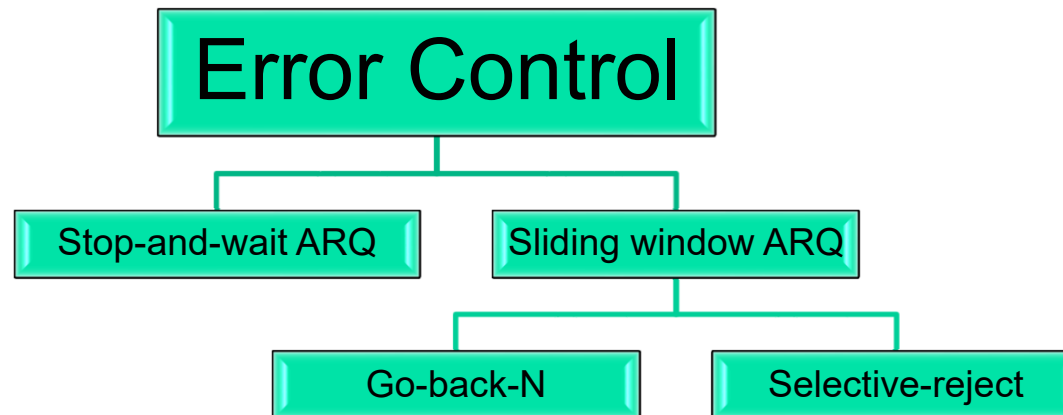 Error Control
Stop-and-wait ARQ
Sliding window ARQ
Go-back-N
Selective-reject